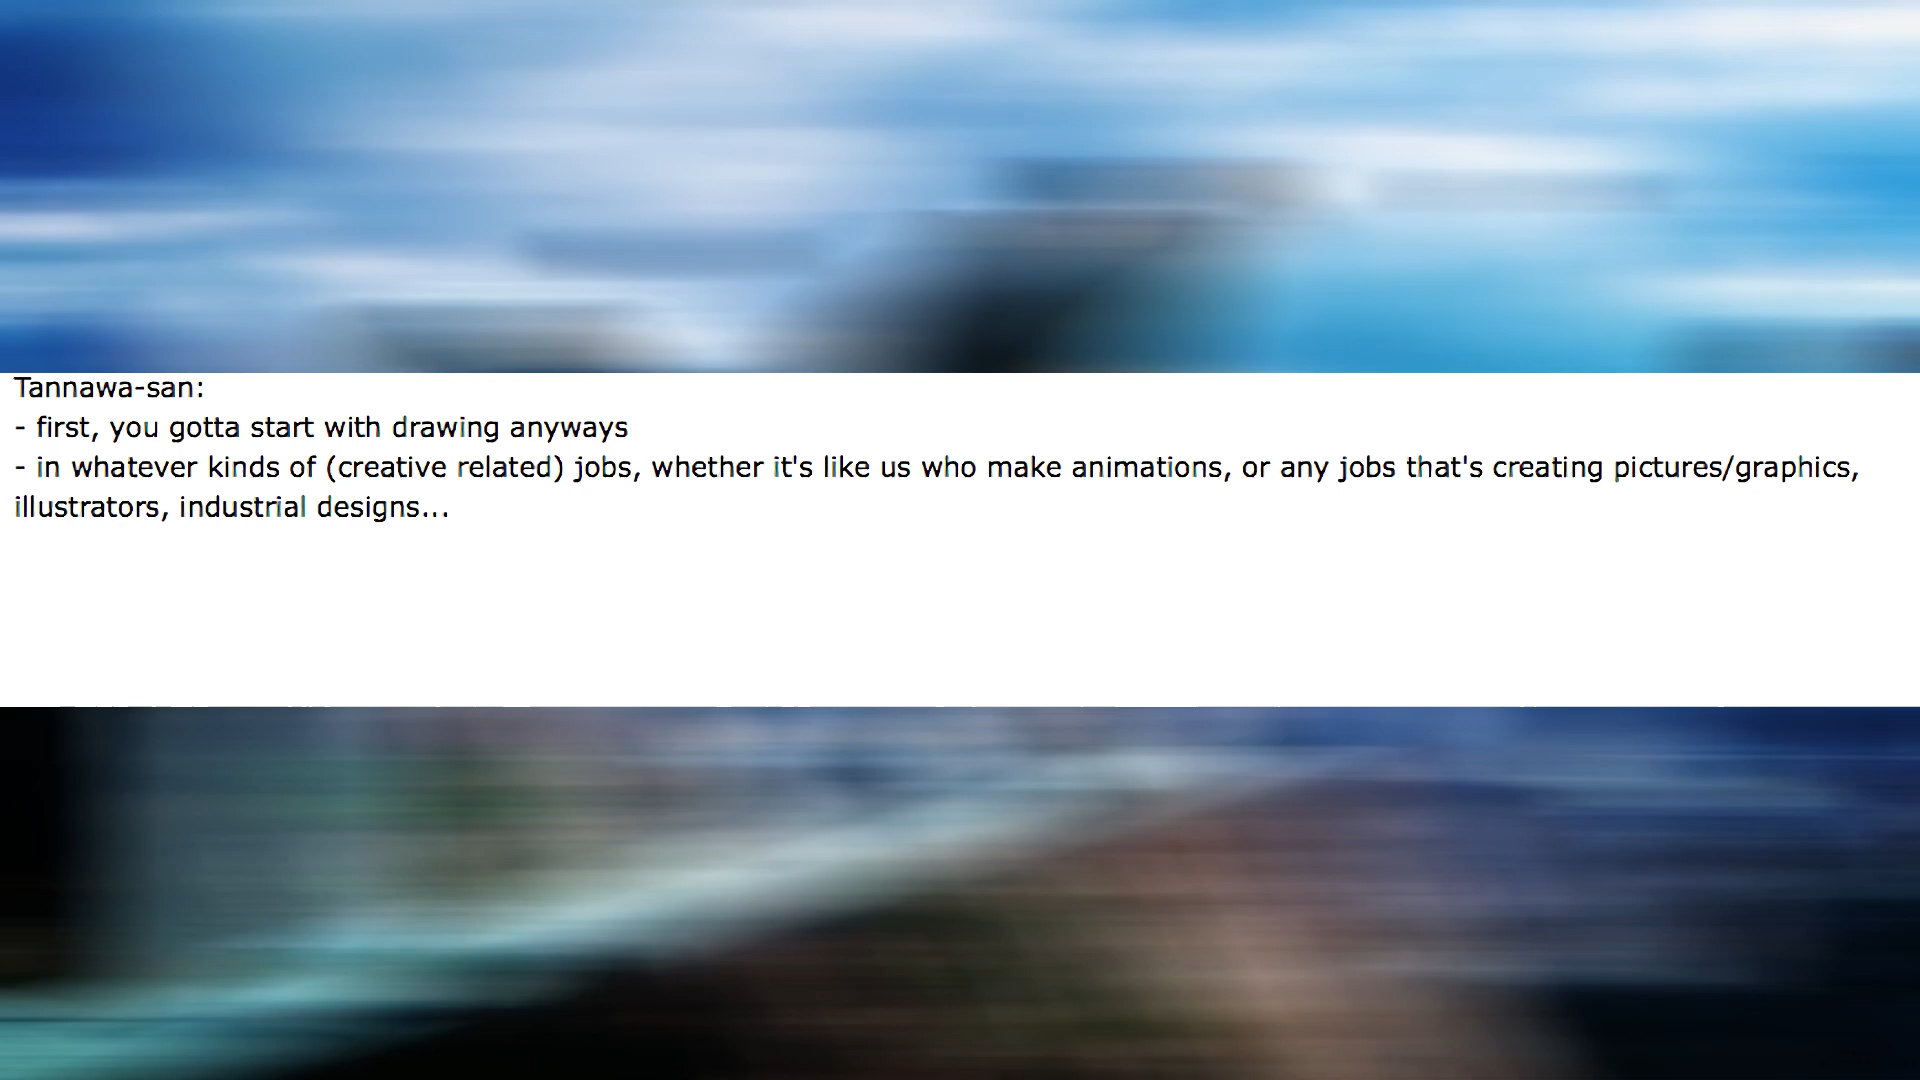 Tannawa-san:
- first, you gotta start with drawing anyways
- in whatever kinds of (creative related) jobs, whether it's like us who make animations, or any jobs that's creating pictures/graphics,
illustrators, industrial designs...